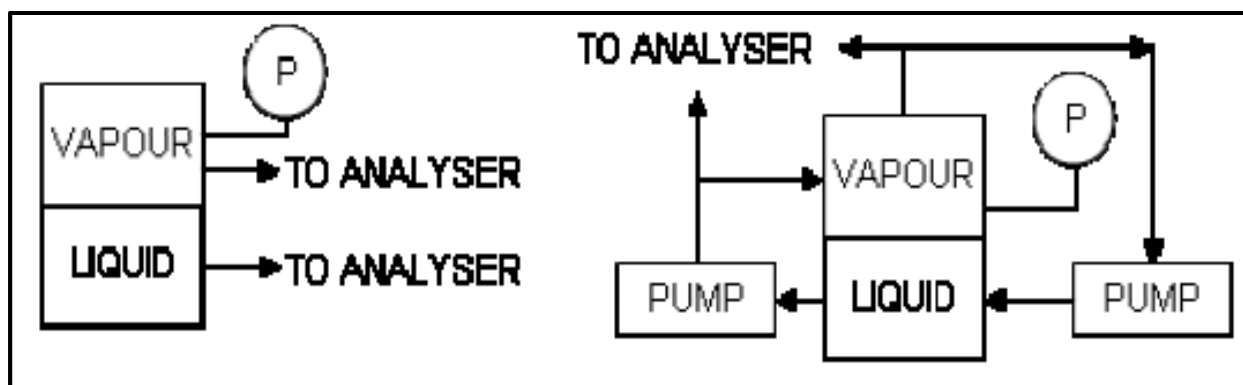 P
VAPOUR
TO ANALYSER
LIQUID
TO ANALYSER
TO ANALYSER
P
VAPOUR
PUMP
LIQUID
PUMP